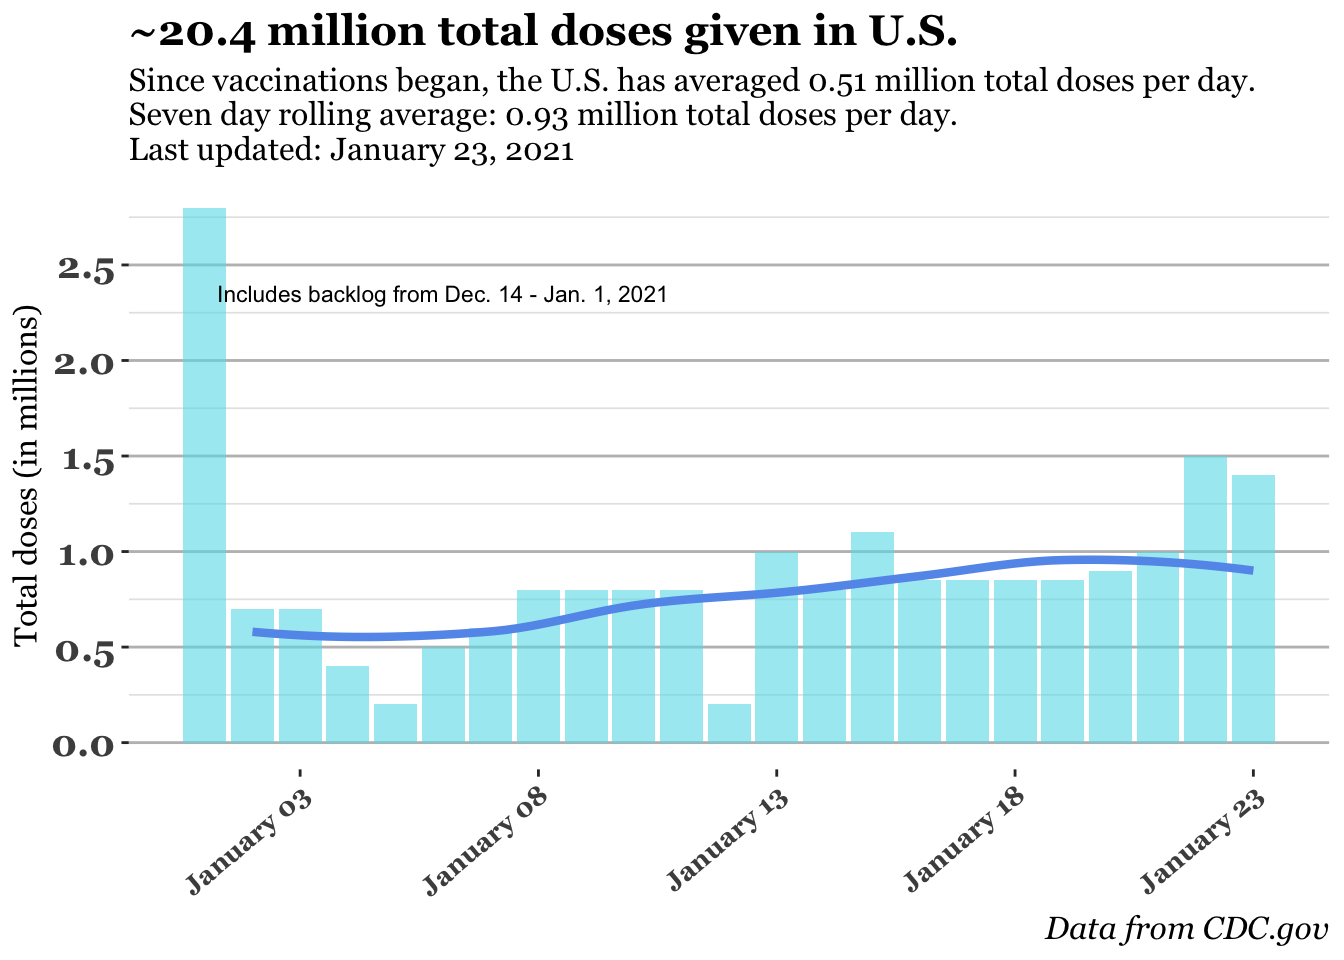 ~20.4 million total doses given in U.S.
Since vaccinations began, the U.S. has averaged 0.51 million total doses per day.
Seven day rolling average: 0.93 million total doses per day.
Last updated: January 23, 2021
Total doses (in millions)
2.5
2.0
1.5
1.0
0.5
0.0
Includes backlog from Dec. 14 - Jan. 1, 2021
January 03
January 08
January 13
January 18
January 23
Data from CDC.gov